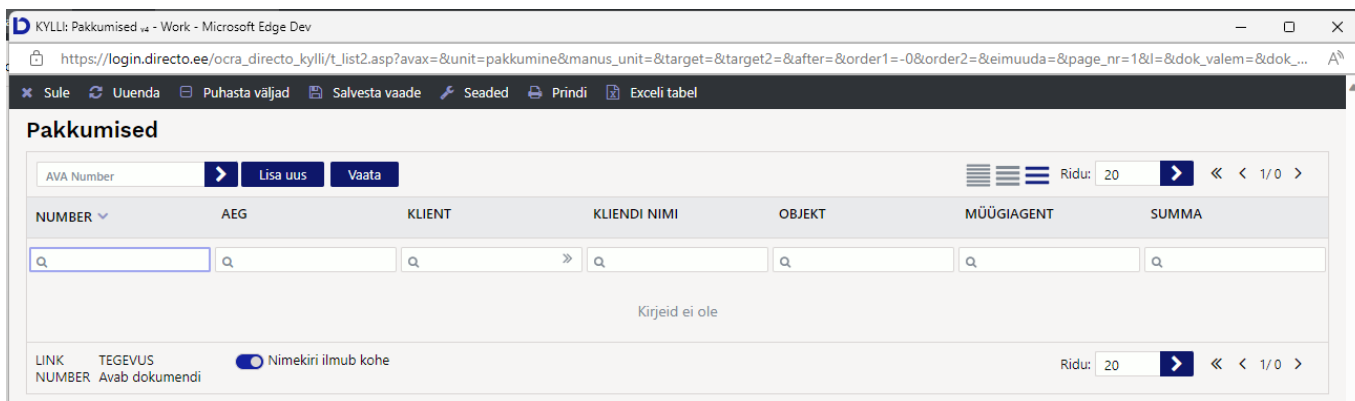 KYLLI: Pakkumised v4 - Work - Microsoft Edge Dev
https://login.directo.ee/ocra_directo_kylli/t_list2.asp?avax=&unit=pakkumine&manus_unit=&target=&target2=&after=&order1=-0&order2=&eimuuda=&page_nr=1&l=&dok_valem=&dok_...
Sule Uuenda Puhasta väljad Salvesta vaade Seaded Prindi Exceli tabel
Pakkumised
AVA Number Lisa uus Vaata Ridu: 20 « < 1/ 0 >
NUMBER AEG KLIENT KLIENDI NIMI OBJEKT MÜÜGIAGENT SUMMA
Kirjeid ei ole
LINK TEGEVUS Nimekiri ilmub kohe Ridu: 20 « < 1/ 0 >
NUMBER Avab dokumendi